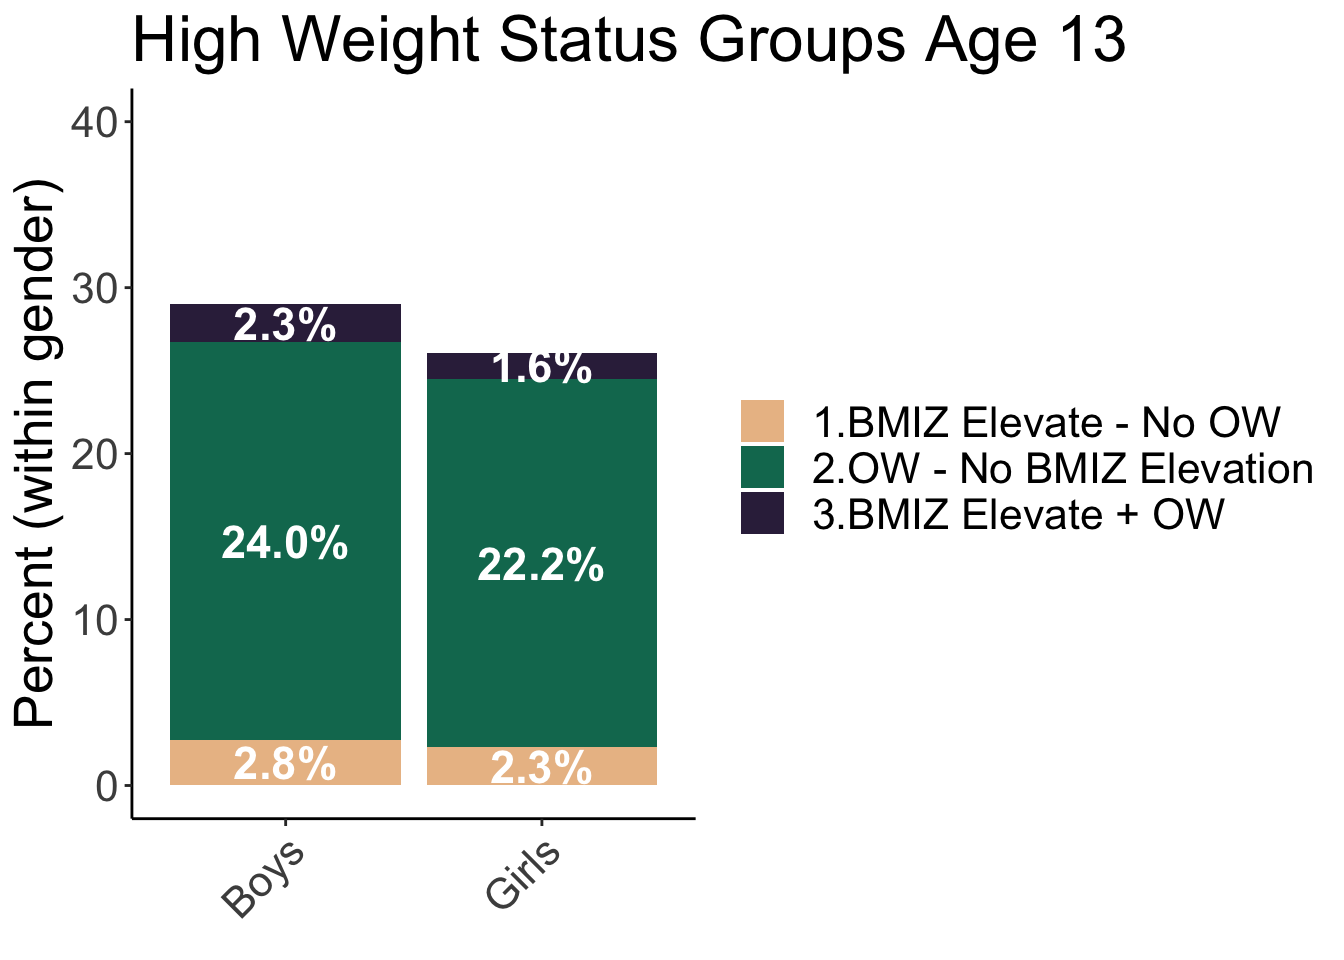 High Weight Status Groups Age 13
Percent (within gender)
40
30
20
10
0
2.3%
24.0%
2.8%
1.6%
22.2%
2.3%
Boys
Girls
1.BMIZ Elevate - No OW
2.OW - No BMIZ Elevation
3.BMIZ Elevate + OW